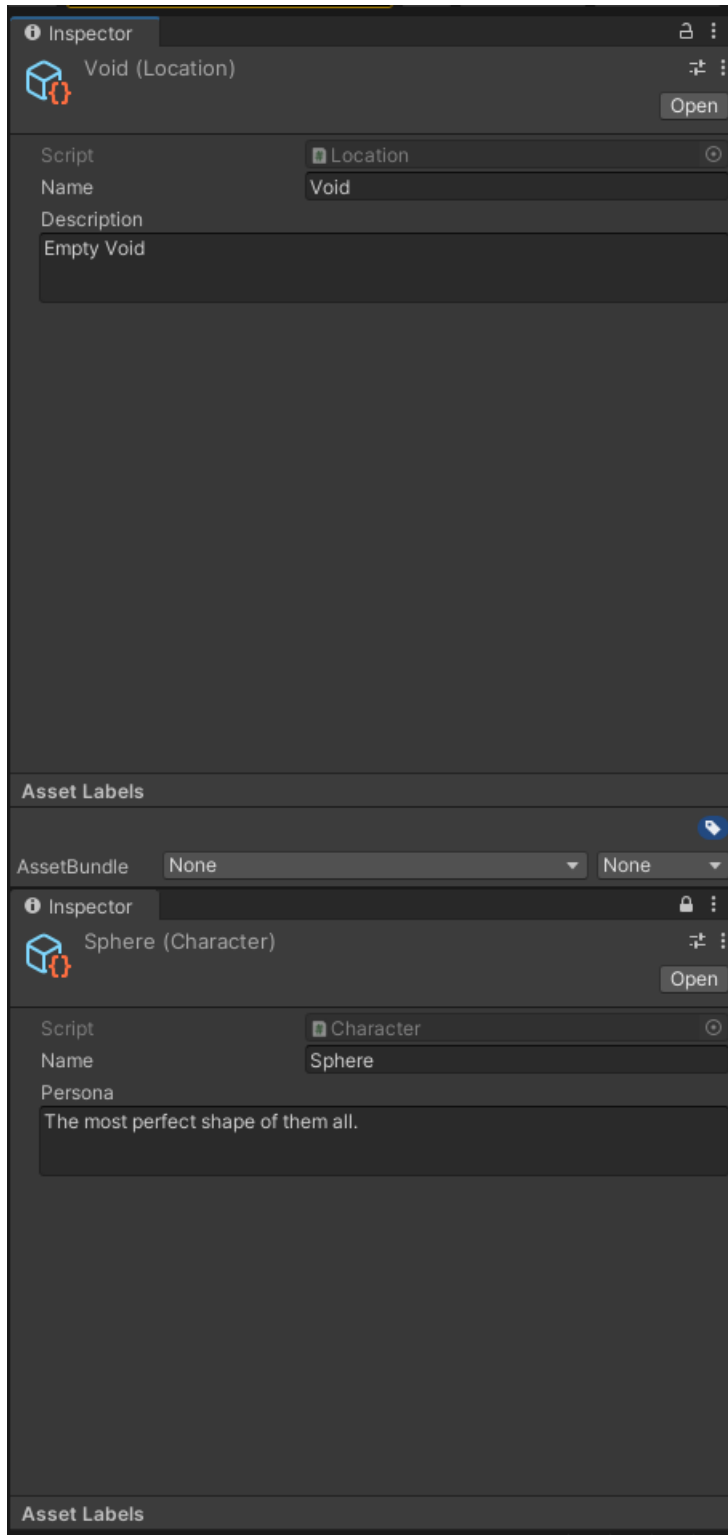 Inspector
Void (Location)
Open
Script Location
Name Void
Description
Empty Void
Asset Labels
AssetBundle None None
Inspector
Sphere (Character)
Open
Script Character
Name Sphere
Persona
The most perfect shape of them all.
Asset Labels